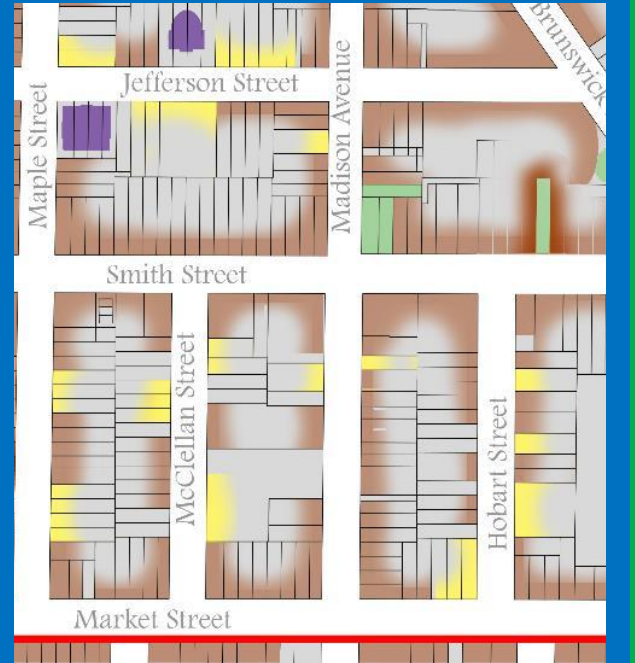 Brunswick
Jefferson Street
Maple Street
Madison Avenue
Smith Street
McClellan Street
Hobart Street
Market Street